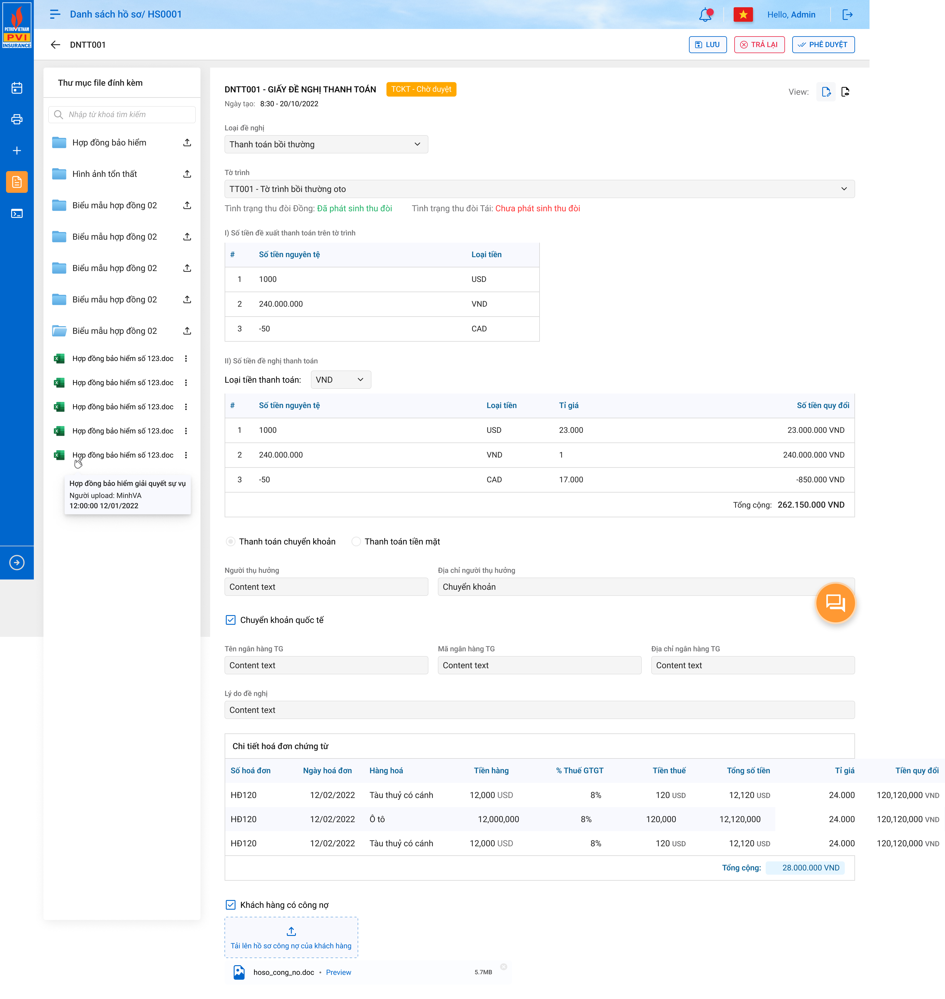 PETROVIETNAM
PVI
INSURANCE
Danh sách hồ sơ/ HS0001
Hello, Admin
DNTT001
LƯU
TRẢ LẠI
PHÊ DUYỆT
Thư mục file đính kèm
Nhập từ khoá tìm kiếm
Hợp đồng bảo hiểm
Hình ảnh tổn thất
Biểu mẫu hợp đồng 02
Biểu mẫu hợp đồng 02
Biểu mẫu hợp đồng 02
Biểu mẫu hợp đồng 02
Biểu mẫu hợp đồng 02
Hợp đồng bảo hiểm số 123.doc
Hợp đồng bảo hiểm số 123.doc
Hợp đồng bảo hiểm số 123.doc
Hợp đồng bảo hiểm số 123.doc
Hợp đồng bảo hiểm số 123.doc
Hợp đồng bảo hiểm giải quyết sự vụ
Người upload: MinhVA
12:00:00 12/01/2022
DNTT001 - GIẤY ĐỀ NGHỊ THANH TOÁN
TCKT - Chờ duyệt
View:
Ngày tạo: 8:30 - 20/10/2022
Loại đề nghị
Thanh toán bồi thường
Tờ trình
TT001 - Tờ trình bồi thường oto
Tình trạng thu đòi Đồng: Đã phát sinh thu đòi Tình trạng thu đòi Tái: Chưa phát sinh thu đòi
I) Số tiền đề xuất thanh toán trên tờ trình
# Số tiền nguyên tệ Loại tiền
1 1000 USD
2 240.000.000 VND
3 -50 CAD
II) Số tiền đề nghị thanh toán
Loại tiền thanh toán: VND
# Số tiền nguyên tệ Loại tiền Tỉ giá Số tiền quy đổi
1 1000 USD 23.000 23.000.000 VND
2 240.000.000 VND 1 240.000.000 VND
3 -50 CAD 17.000 -850.000 VND
Tổng cộng: 262.150.000 VND
Thanh toán chuyển khoản Thanh toán tiền mặt
Người thụ hưởng Địa chỉ người thụ hưởng
Content text Chuyển khoản
Chuyển khoản quốc tế
Tên ngân hàng TG Mã ngân hàng TG Địa chỉ ngân hàng TG
Content text Content text Content text
Lý do đề nghị
Content text
Chi tiết hoá đơn chứng từ
Số hoá đơn Ngày hoá đơn Hàng hoá Tiền hàng % Thuế GTGT Tiền thuế Tổng số tiền Tỉ giá Tiền quy đổi
HĐ120 12/02/2022 Tàu thuỷ có cánh 12,000 USD 8% 120 USD 12,120 USD 24.000 120,120,000 VND
HĐ120 12/02/2022 Ô tô 12,000,000 8% 120,000 12,120,000 24.000 120,120,000 VND
HĐ120 12/02/2022 Tàu thuỷ có cánh 12,000 USD 8% 120 USD 12,120 USD 24.000 120,120,000 VND
Tổng cộng: 28.000.000 VND
Khách hàng có công nợ
Tải lên hồ sơ công nợ của khách hàng
hoso_cong_no.doc • Preview 5.7MB